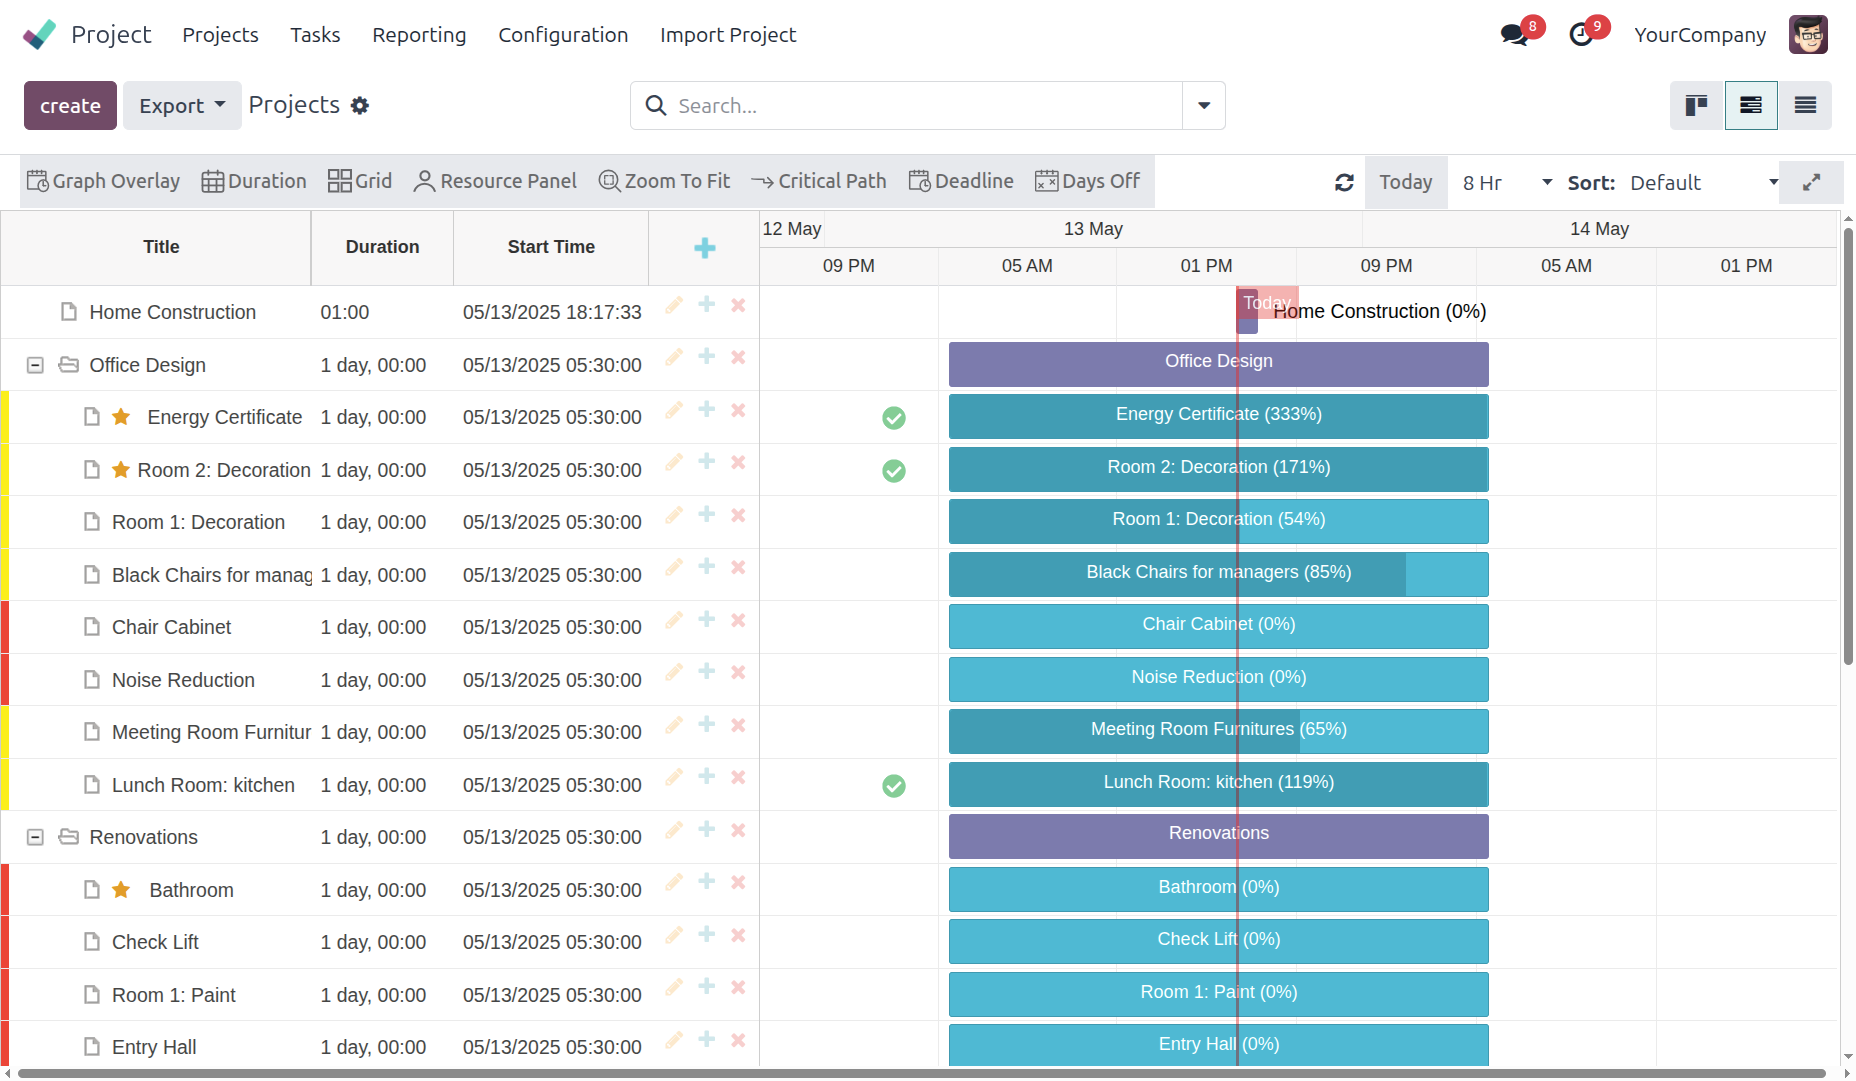 Project Projects Tasks Reporting Configuration Import Project 8 9 YourCompany
create Export Projects Search...
Graph Overlay Duration Grid Resource Panel Zoom To Fit Critical Path Deadline Days Off Today 8 Hr Sort: Default
Title Duration Start Time 12 May 13 May 14 May
09 PM 05 AM 01 PM 09 PM 05 AM 01 PM
Home Construction 01:00 05/13/2025 18:17:33 Today Home Construction (0%)
Office Design 1 day, 00:00 05/13/2025 05:30:00 Office Design
Energy Certificate 1 day, 00:00 05/13/2025 05:30:00 Energy Certificate (333%)
Room 2: Decoration 1 day, 00:00 05/13/2025 05:30:00 Room 2: Decoration (171%)
Room 1: Decoration 1 day, 00:00 05/13/2025 05:30:00 Room 1: Decoration (54%)
Black Chairs for manag 1 day, 00:00 05/13/2025 05:30:00 Black Chairs for managers (85%)
Chair Cabinet 1 day, 00:00 05/13/2025 05:30:00 Chair Cabinet (0%)
Noise Reduction 1 day, 00:00 05/13/2025 05:30:00 Noise Reduction (0%)
Meeting Room Furnitur 1 day, 00:00 05/13/2025 05:30:00 Meeting Room Furnitures (65%)
Lunch Room: kitchen 1 day, 00:00 05/13/2025 05:30:00 Lunch Room: kitchen (119%)
Renovations 1 day, 00:00 05/13/2025 05:30:00 Renovations
Bathroom 1 day, 00:00 05/13/2025 05:30:00 Bathroom (0%)
Check Lift 1 day, 00:00 05/13/2025 05:30:00 Check Lift (0%)
Room 1: Paint 1 day, 00:00 05/13/2025 05:30:00 Room 1: Paint (0%)
Entry Hall 1 day, 00:00 05/13/2025 05:30:00 Entry Hall (0%)